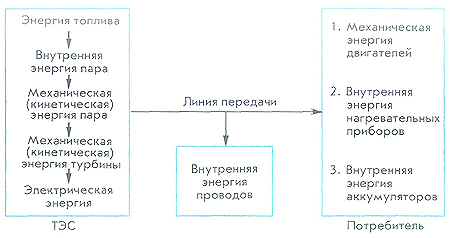 Энергия топлива
Внутренняя
энергия пара
Механическая
(кинетическая)
энергия пара
Механическая
(кинетическая)
энергия турбины
Электрическая
энергия
ТЭС
Линия передачи
Внутренняя
энергия
проводов
1. Механическая
энергия
двигателей
2. Внутренняя
энергия
нагревательных
приборов
3. Внутренняя
энергия
аккумуляторов
Потребитель